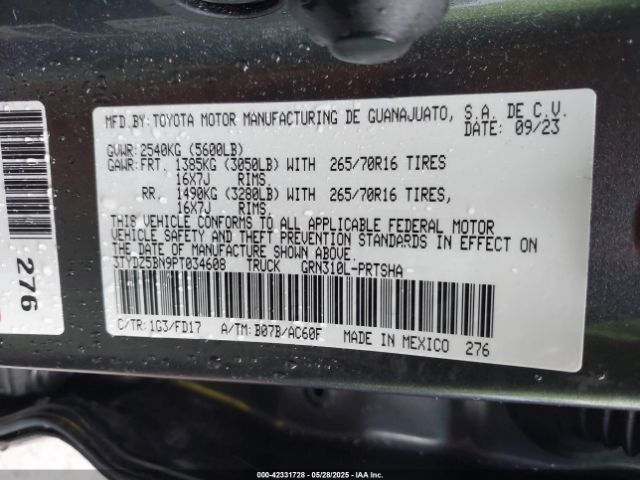 MFD.BY:TOYOTA MOTOR MANUFACTURING DE GUANAJUATO, S.A. DE C.V.
DATE: 09/23
GVWR:2540KG (5600LB)
GAWR:FRT. 1385KG (3050LB) WITH 265/70R16 TIRES
16X7J RIMS,
RR. 1490KG (3280LB) WITH 265/70R16 TIRES,
16X7J RIMS,
THIS VEHICLE CONFORMS TO ALL APPLICABLE FEDERAL MOTOR
VEHICLE SAFETY AND THEFT PREVENTION STANDARDS IN EFFECT ON
THE DATE OF MANUFACTURE SHOWN ABOVE.
3TYDZ5BN9PT034608 TRUCK GRN310L-PRTSHA
C/TR:1G3/FD17 A/TM:B07B/AC60F MADE IN MEXICO 276
276
000-42331728 - 05/28/2025 - IAAI.COM